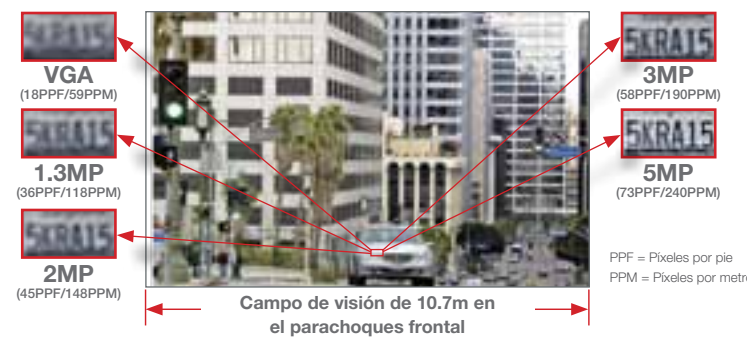 5KRA15
VGA
(18PPF/59PPM)
5KRA15
1.3MP
(36PPF/118PPM)
5KRA15
2MP
(45PPF/148PPM)
5KRA15
3MP
(58PPF/190PPM)
5KRA15
5MP
(73PPF/240PPM)
PPF = Píxeles por pie
PPM = Píxeles por metro
Campo de visión de 10.7m en
el parachoques frontal